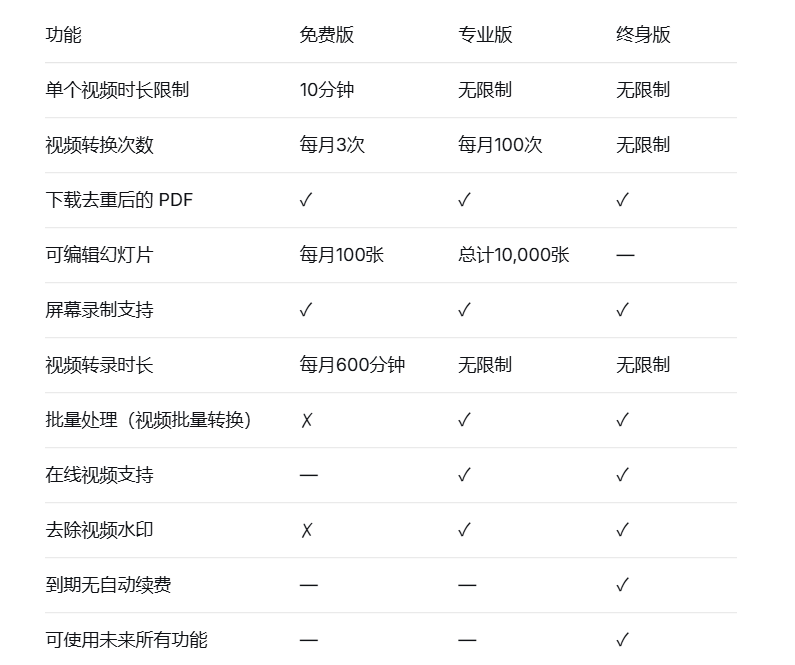 功能 免费版 专业版 终身版
单个视频时长限制 10分钟 无限制 无限制
视频转换次数 每月3次 每月100次 无限制
下载去重后的 PDF ✓ ✓ ✓
可编辑幻灯片 每月100张 总计10,000张 —
屏幕录制支持 ✓ ✓ ✓
视频转录时长 每月600分钟 无限制 无限制
批量处理（视频批量转换） ✗ ✓ ✓
在线视频支持 — ✓ ✓
去除视频水印 ✗ ✓ ✓
到期无自动续费 — — ✓
可使用未来所有功能 — — ✓